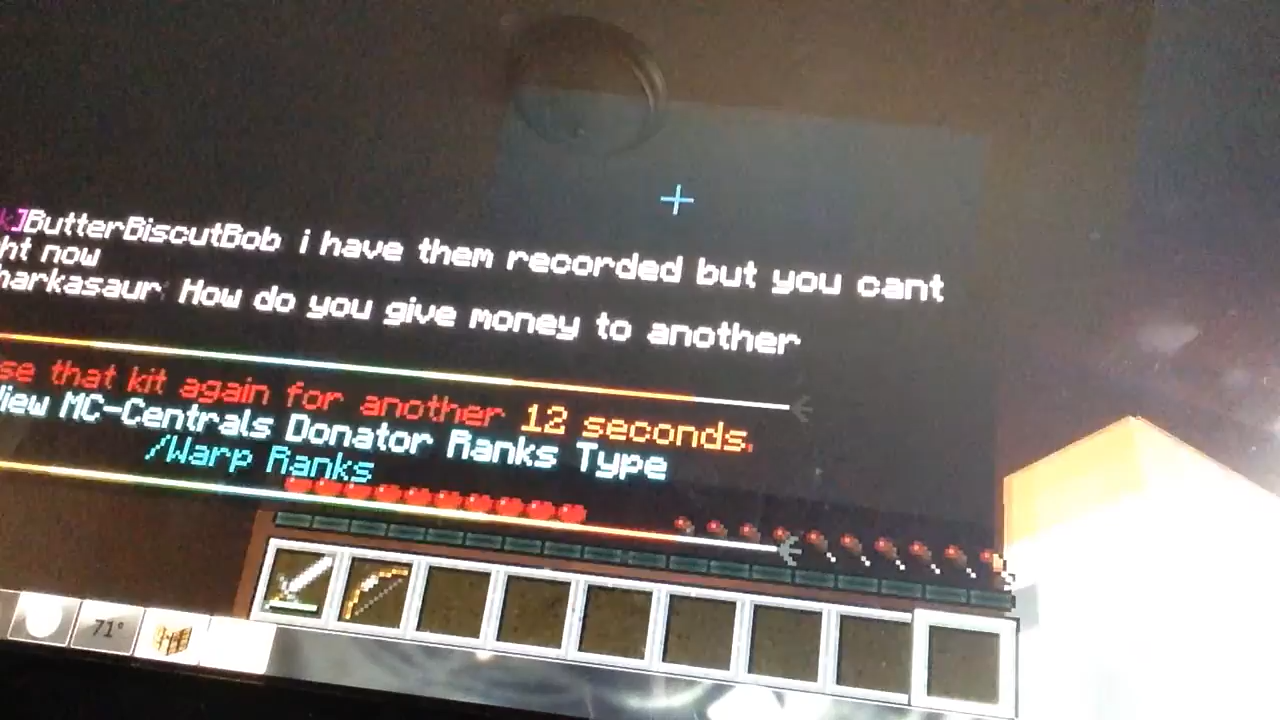 k]ButterBiscutBob i have them recorded but you cant
ht now
harkasaur: How do you give money to another
se that kit again for another 12 seconds.
View MC-Centrals Donator Ranks Type
/Warp Ranks
71°